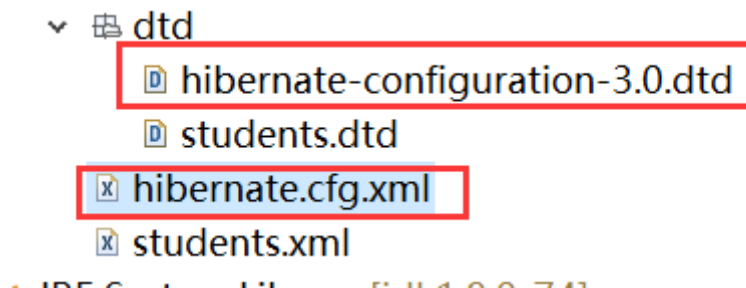 dtd
hibernate-configuration-3.0.dtd
students.dtd
hibernate.cfg.xml
students.xml